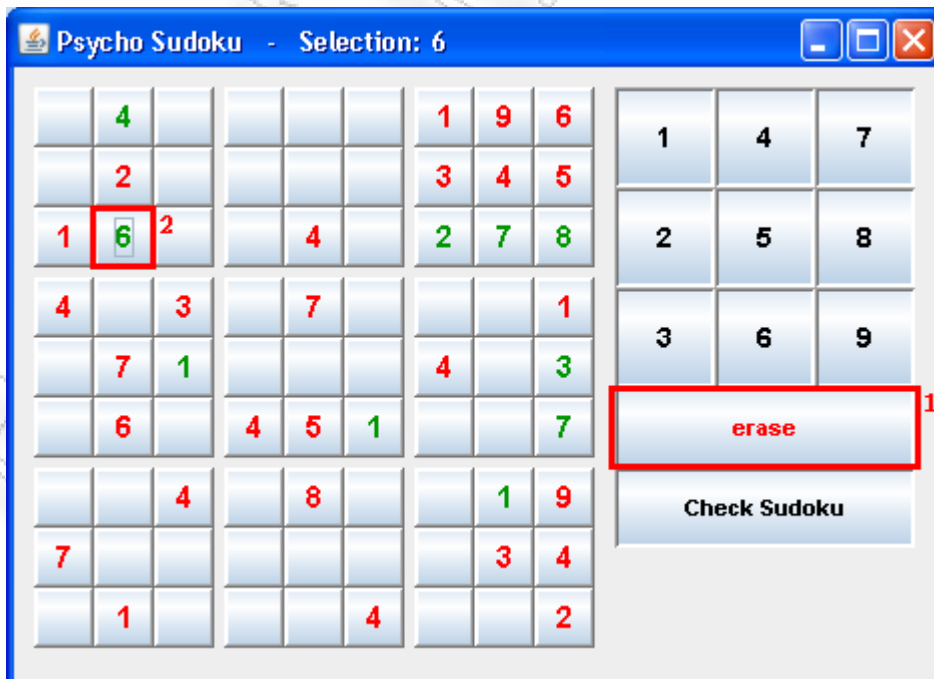 Psycho Sudoku - Selection: 6
4 1 9 6
2 3 4 5
1 6 2 4 2 7 8
4 3 7 1
7 1 4 3
6 4 5 1 7
4 8 1 9
7 3 4
1 4 2
1 4 7
2 5 8
3 6 9
erase 1
Check Sudoku